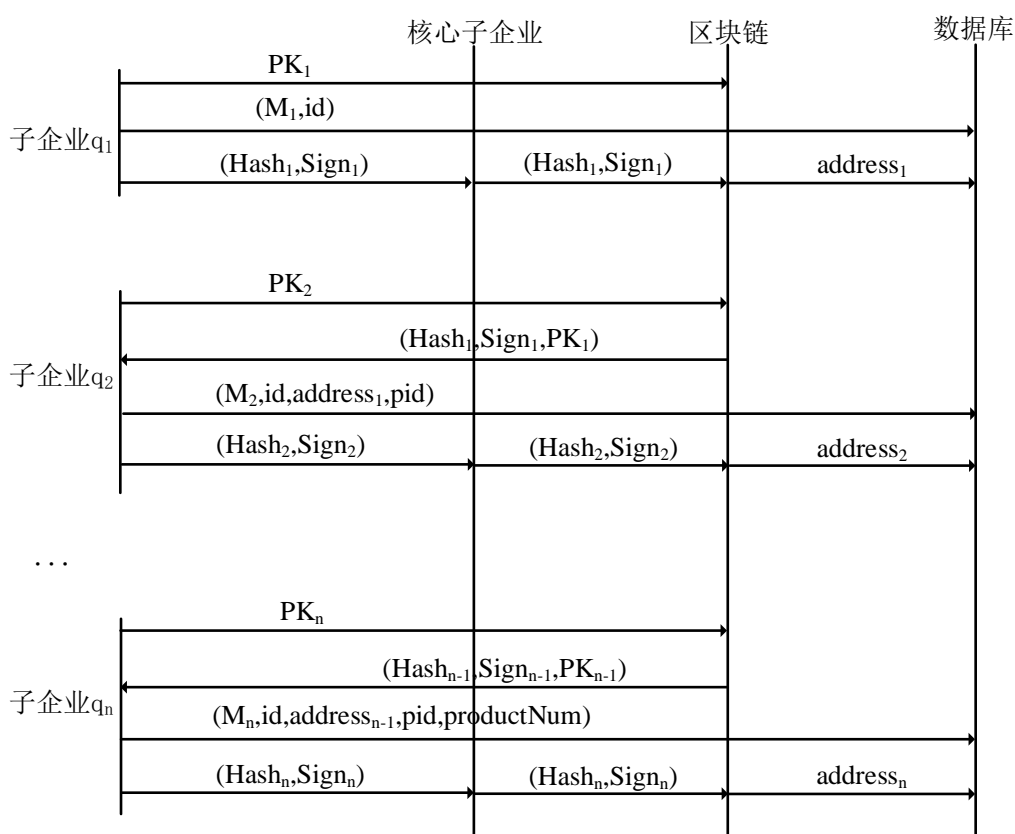 核心子企业 区块链 数据库
PK₁
(M₁,id)
子企业q₁
(Hash₁,Sign₁) (Hash₁,Sign₁) address₁
PK₂
(Hash₁,Sign₁,PK₁)
子企业q₂
(M₂,id,address₁,pid)
(Hash₂,Sign₂) (Hash₂,Sign₂) address₂
...
PKₙ
(Hashₙ₋₁,Signₙ₋₁,PKₙ₋₁)
子企业qₙ
(Mₙ,id,addressₙ₋₁,pid,productNum)
(Hashₙ,Signₙ) (Hashₙ,Signₙ) addressₙ